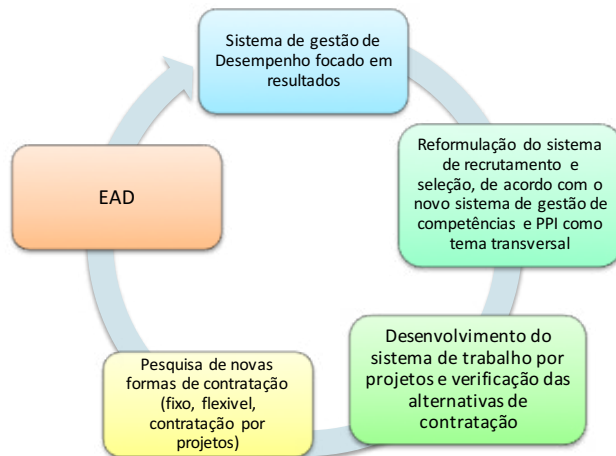 Sistema de gestão de
Desempenho focado em
resultados
Reformulação do sistema
de recrutamento e
seleção, de acordo com o
novo sistema de gestão de
competências e PPI como
tema transversal
Desenvolvimento do
sistema de trabalho por
projetos e verificação das
alternativas de
contratação
Pesquisa de novas
formas de contratação
(fixo, flexivel,
contratação por
projetos)
EAD